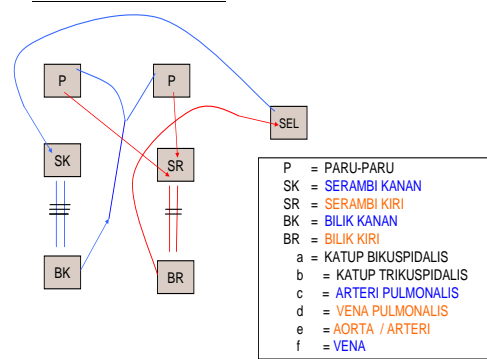 P
P
SEL
SK
SR
BK
BR
P = PARU-PARU
SK = SERAMBI KANAN
SR = SERAMBI KIRI
BK = BILIK KANAN
BR = BILIK KIRI
a = KATUP BIKUSPIDALIS
b = KATUP TRIKUSPIDALIS
c = ARTERI PULMONALIS
d = VENA PULMONALIS
e = AORTA / ARTERI
f = VENA